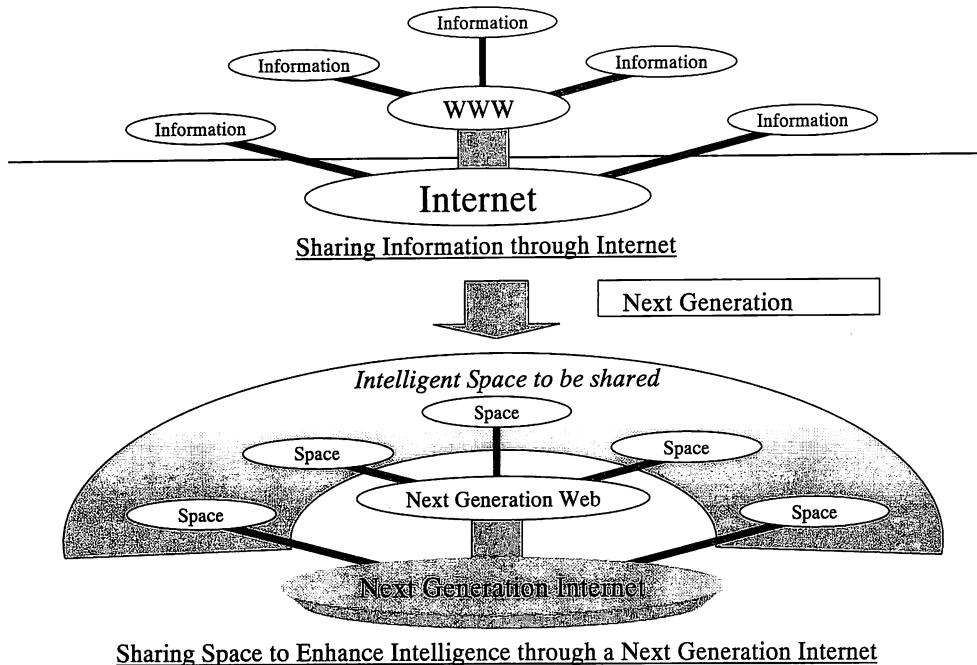 Information
Information
Information
WWW
Information
Information
Internet
Sharing Information through Internet
Next Generation
Intelligent Space to be shared
Space
Space
Space
Next Generation Web
Space
Space
Next Generation Internet
Sharing Space to Enhance Intelligence through a Next Generation Internet